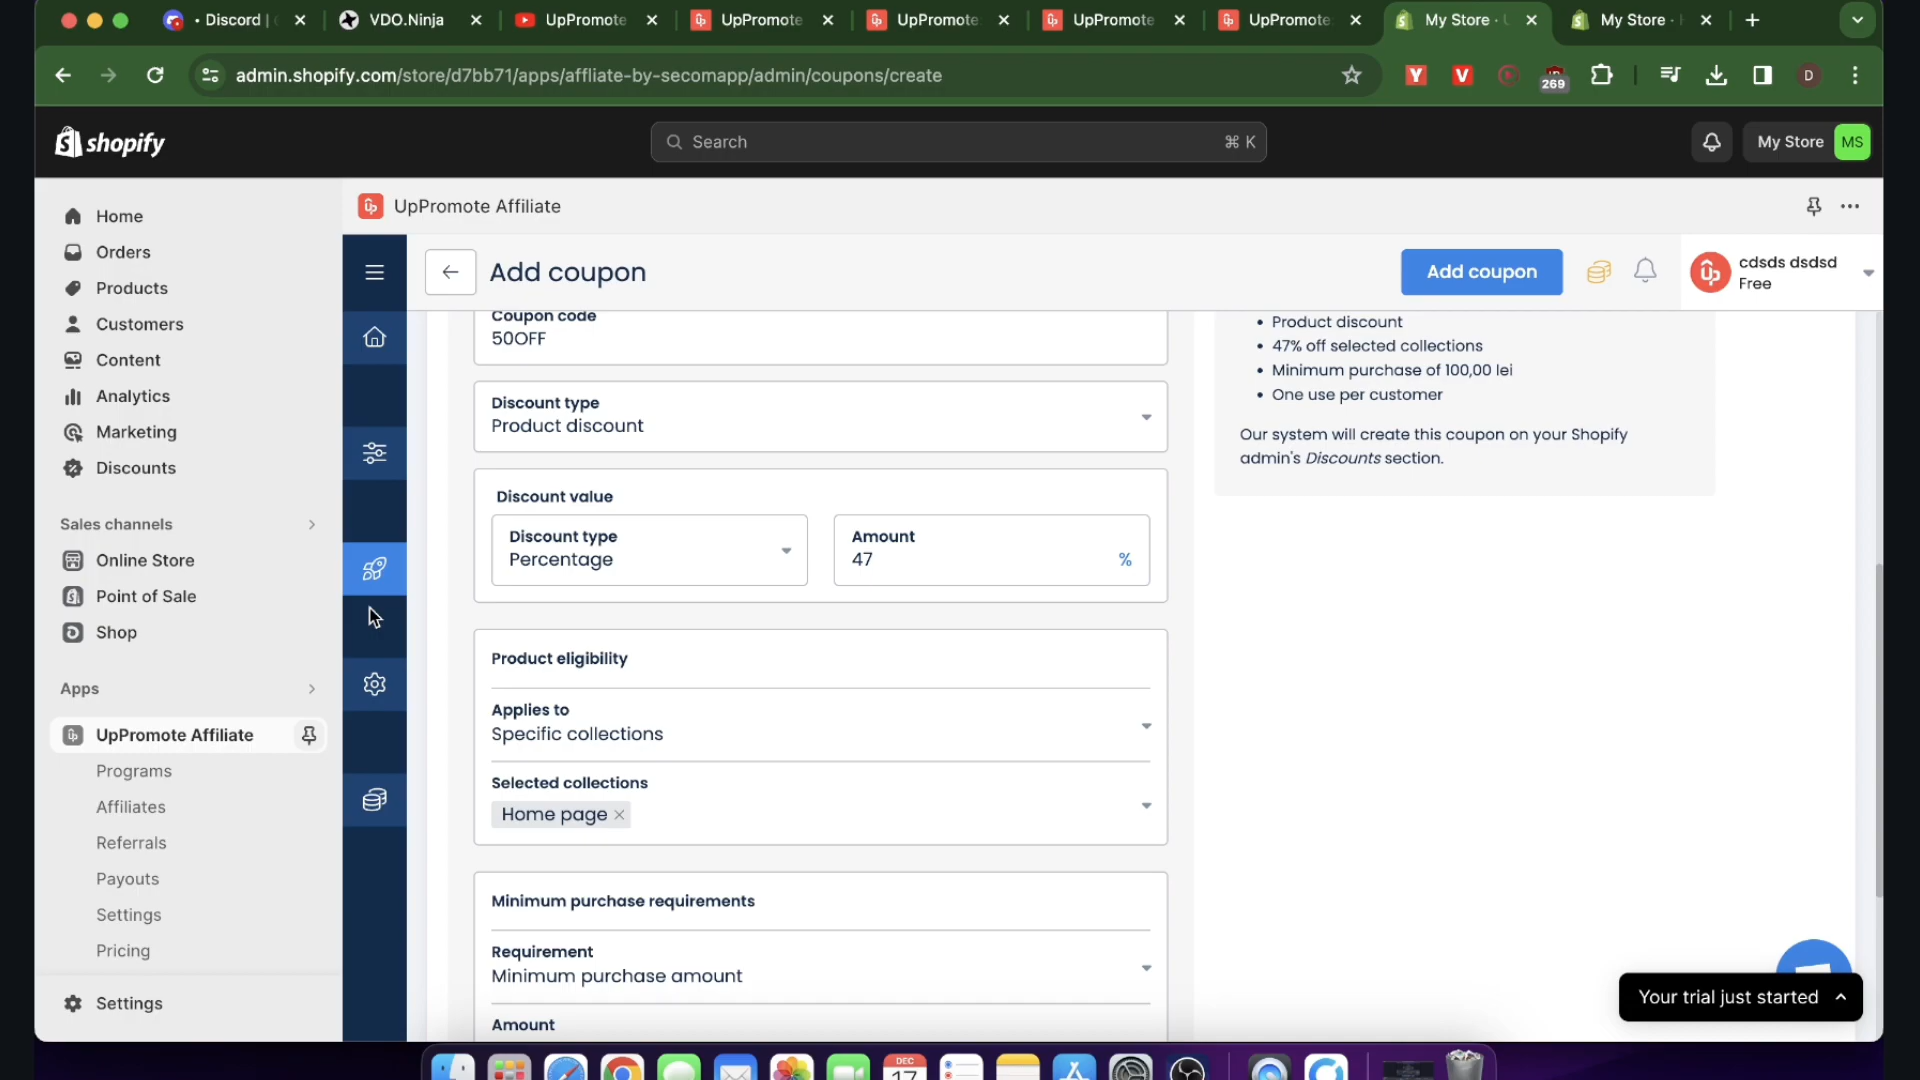 Discord |
VDO.Ninja
UpPromote
UpPromote
UpPromote
UpPromote
UpPromote
My Store ·
My Store ·
admin.shopify.com/store/d7bb71/apps/affliate-by-secomapp/admin/coupons/create
Y
V
269
D
shopify
Search
⌘ K
My Store
MS
Home
Orders
Products
Customers
Content
Analytics
Marketing
Discounts
Sales channels
Online Store
Point of Sale
Shop
Apps
UpPromote Affiliate
Programs
Affiliates
Referrals
Payouts
Settings
Pricing
Settings
UpPromote Affiliate
Add coupon
Add coupon
cdsds dsdsd
Free
Coupon code
50OFF
Discount type
Product discount
Discount value
Discount type
Percentage
Amount
47
%
Product eligibility
Applies to
Specific collections
Selected collections
Home page
Minimum purchase requirements
Requirement
Minimum purchase amount
Amount
• Product discount
• 47% off selected collections
• Minimum purchase of 100,00 lei
• One use per customer
Our system will create this coupon on your Shopify
admin's Discounts section.
Your trial just started
DEC
17